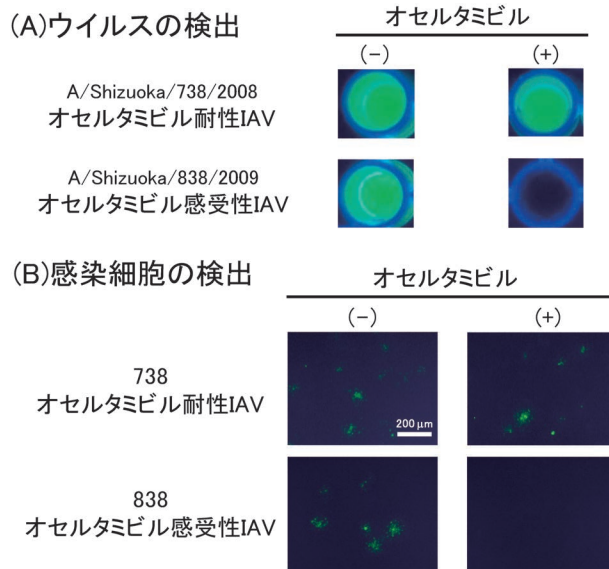 (A)ウイルスの検出
オセルタミビル
(−)
(+)
A/Shizuoka/738/2008
オセルタミビル耐性IAV
A/Shizuoka/838/2009
オセルタミビル感受性IAV
(B)感染細胞の検出
オセルタミビル
(−)
(+)
738
オセルタミビル耐性IAV
200 μm
838
オセルタミビル感受性IAV